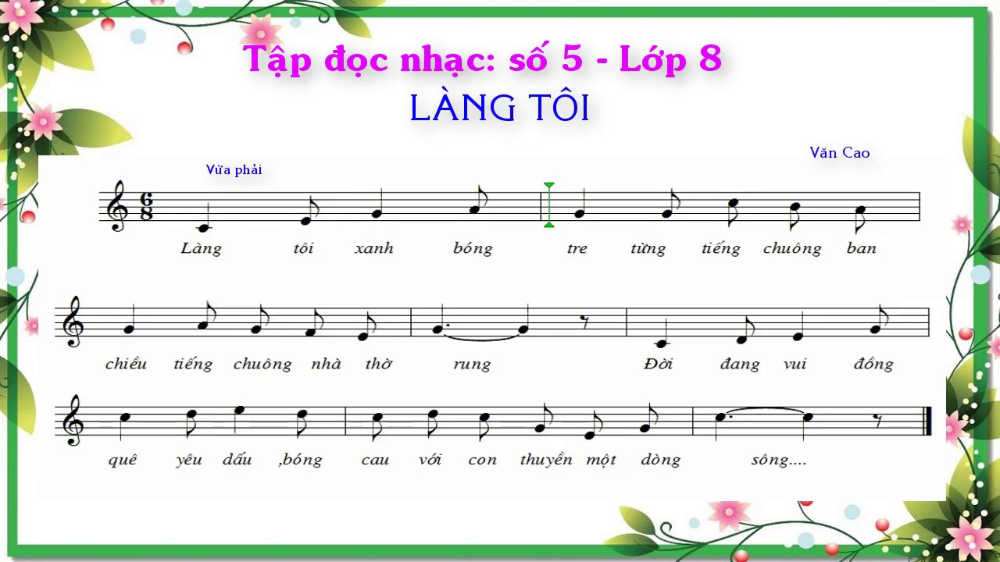 Tập đọc nhạc: số 5 - Lớp 8
LÀNG TÔI
Văn Cao
Vừa phải
6
8
Làng tôi xanh bóng tre từng tiếng chuông ban
chiều tiếng chuông nhà thờ rung Đời đang vui đồng
quê yêu dấu ,bóng cau với con thuyền một dòng sông....